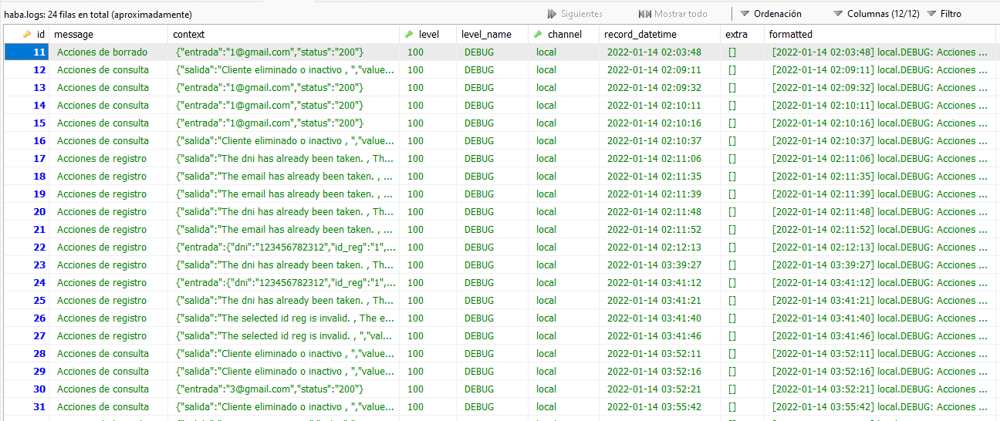 haba.logs: 24 filas en total (aproximadamente) Siguientes Mostrar todo Ordenación Columnas (12/12) Filtro
id message context level level_name channel record_datetime extra formatted
11 Acciones de borrado {"entrada":"1@gmail.com","status":"200"} 100 DEBUG local 2022-01-14 02:03:48 [] [2022-01-14 02:03:48] local.DEBUG: Acciones ...
12 Acciones de consulta {"salida":"Cliente eliminado o inactivo , ","value... 100 DEBUG local 2022-01-14 02:09:11 [] [2022-01-14 02:09:11] local.DEBUG: Acciones ...
13 Acciones de consulta {"entrada":"1@gmail.com","status":"200"} 100 DEBUG local 2022-01-14 02:09:32 [] [2022-01-14 02:09:32] local.DEBUG: Acciones ...
14 Acciones de consulta {"entrada":"1@gmail.com","status":"200"} 100 DEBUG local 2022-01-14 02:10:11 [] [2022-01-14 02:10:11] local.DEBUG: Acciones ...
15 Acciones de consulta {"entrada":"1@gmail.com","status":"200"} 100 DEBUG local 2022-01-14 02:10:16 [] [2022-01-14 02:10:16] local.DEBUG: Acciones ...
16 Acciones de consulta {"salida":"Cliente eliminado o inactivo , ","value... 100 DEBUG local 2022-01-14 02:10:37 [] [2022-01-14 02:10:37] local.DEBUG: Acciones ...
17 Acciones de registro {"salida":"The dni has already been taken. , Th... 100 DEBUG local 2022-01-14 02:11:06 [] [2022-01-14 02:11:06] local.DEBUG: Acciones ...
18 Acciones de registro {"salida":"The email has already been taken. , ... 100 DEBUG local 2022-01-14 02:11:35 [] [2022-01-14 02:11:35] local.DEBUG: Acciones ...
19 Acciones de registro {"salida":"The email has already been taken. , ... 100 DEBUG local 2022-01-14 02:11:39 [] [2022-01-14 02:11:39] local.DEBUG: Acciones ...
20 Acciones de registro {"salida":"The dni has already been taken. , Th... 100 DEBUG local 2022-01-14 02:11:48 [] [2022-01-14 02:11:48] local.DEBUG: Acciones ...
21 Acciones de registro {"salida":"The email has already been taken. , ... 100 DEBUG local 2022-01-14 02:11:52 [] [2022-01-14 02:11:52] local.DEBUG: Acciones ...
22 Acciones de registro {"entrada":{"dni":"123456782312","id_reg":"1",... 100 DEBUG local 2022-01-14 02:12:13 [] [2022-01-14 02:12:13] local.DEBUG: Acciones ...
23 Acciones de registro {"salida":"The dni has already been taken. , Th... 100 DEBUG local 2022-01-14 03:39:27 [] [2022-01-14 03:39:27] local.DEBUG: Acciones ...
24 Acciones de registro {"entrada":{"dni":"123456782312","id_reg":"1",... 100 DEBUG local 2022-01-14 03:41:12 [] [2022-01-14 03:41:12] local.DEBUG: Acciones ...
25 Acciones de registro {"salida":"The dni has already been taken. , Th... 100 DEBUG local 2022-01-14 03:41:21 [] [2022-01-14 03:41:21] local.DEBUG: Acciones ...
26 Acciones de registro {"salida":"The selected id reg is invalid. , The e... 100 DEBUG local 2022-01-14 03:41:40 [] [2022-01-14 03:41:40] local.DEBUG: Acciones ...
27 Acciones de registro {"salida":"The selected id reg is invalid. , ","val... 100 DEBUG local 2022-01-14 03:41:46 [] [2022-01-14 03:41:46] local.DEBUG: Acciones ...
28 Acciones de consulta {"salida":"Cliente eliminado o inactivo , ","value... 100 DEBUG local 2022-01-14 03:52:11 [] [2022-01-14 03:52:11] local.DEBUG: Acciones ...
29 Acciones de consulta {"salida":"Cliente eliminado o inactivo , ","value... 100 DEBUG local 2022-01-14 03:52:16 [] [2022-01-14 03:52:16] local.DEBUG: Acciones ...
30 Acciones de consulta {"entrada":"3@gmail.com","status":"200"} 100 DEBUG local 2022-01-14 03:52:21 [] [2022-01-14 03:52:21] local.DEBUG: Acciones ...
31 Acciones de consulta {"salida":"Cliente eliminado o inactivo , ","value... 100 DEBUG local 2022-01-14 03:55:42 [] [2022-01-14 03:55:42] local.DEBUG: Acciones ...